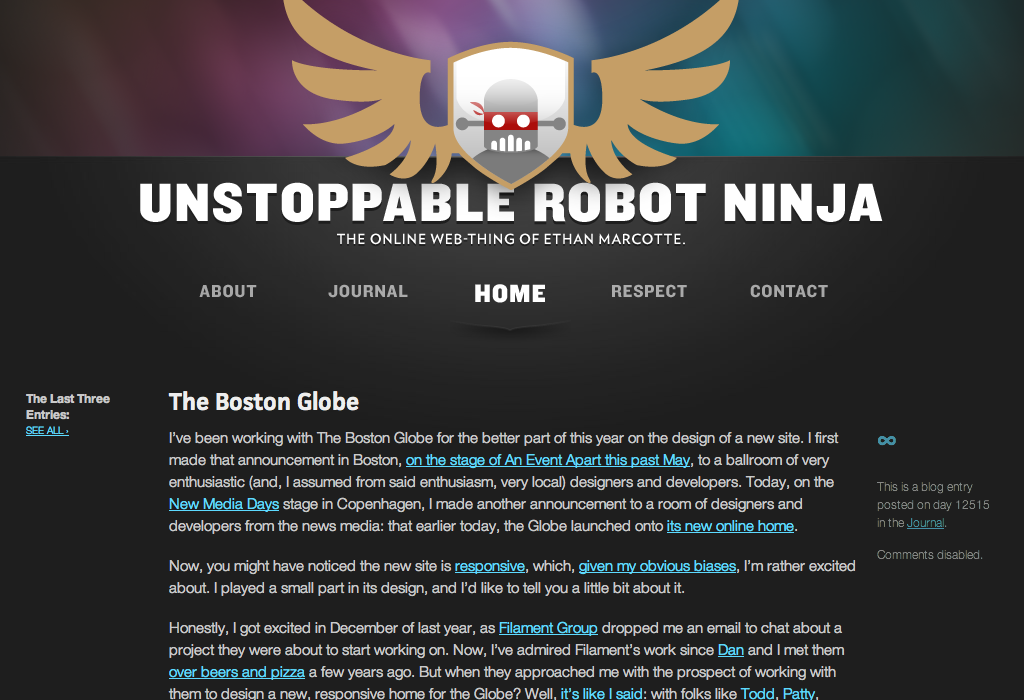 UNSTOPPABLE ROBOT NINJA
THE ONLINE WEB-THING OF ETHAN MARCOTTE.
ABOUT
JOURNAL
HOME
RESPECT
CONTACT
The Last Three
Entries:
SEE ALL ›
The Boston Globe
I’ve been working with The Boston Globe for the better part of this year on the design of a new site. I first
made that announcement in Boston, on the stage of An Event Apart this past May, to a ballroom of very
enthusiastic (and, I assumed from said enthusiasm, very local) designers and developers. Today, on the
New Media Days stage in Copenhagen, I made another announcement to a room of designers and
developers from the news media: that earlier today, the Globe launched onto its new online home.
Now, you might have noticed the new site is responsive, which, given my obvious biases, I’m rather excited
about. I played a small part in its design, and I’d like to tell you a little bit about it.
Honestly, I got excited in December of last year, as Filament Group dropped me an email to chat about a
project they were about to start working on. Now, I’ve admired Filament’s work since Dan and I met them
over beers and pizza a few years ago. But when they approached me with the prospect of working with
them to design a new, responsive home for the Globe? Well, it’s like I said: with folks like Todd, Patty,
∞
This is a blog entry
posted on day 12515
in the Journal.
Comments disabled.